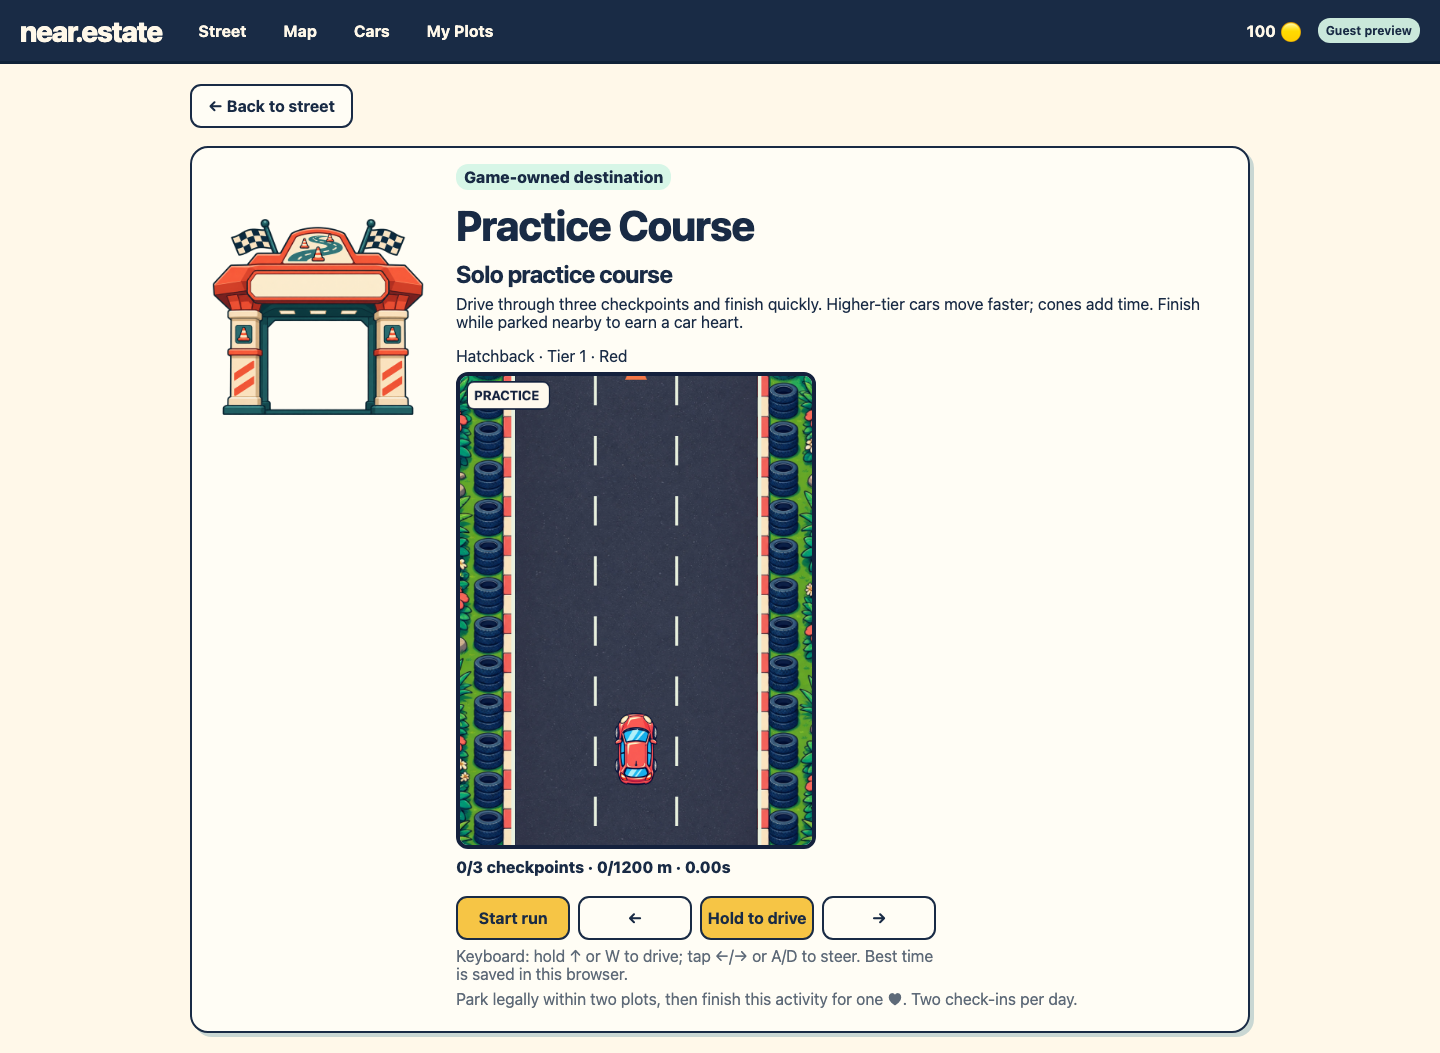 near.estate
Street
Map
Cars
My Plots
100
Guest preview
← Back to street
Game-owned destination
Practice Course
Solo practice course
Drive through three checkpoints and finish quickly. Higher-tier cars move faster; cones add time. Finish
while parked nearby to earn a car heart.
Hatchback · Tier 1 · Red
PRACTICE
0/3 checkpoints · 0/1200 m · 0.00s
Start run
←
Hold to drive
→
Keyboard: hold ↑ or W to drive; tap ←/→ or A/D to steer. Best time
is saved in this browser.
Park legally within two plots, then finish this activity for one ♥. Two check-ins per day.